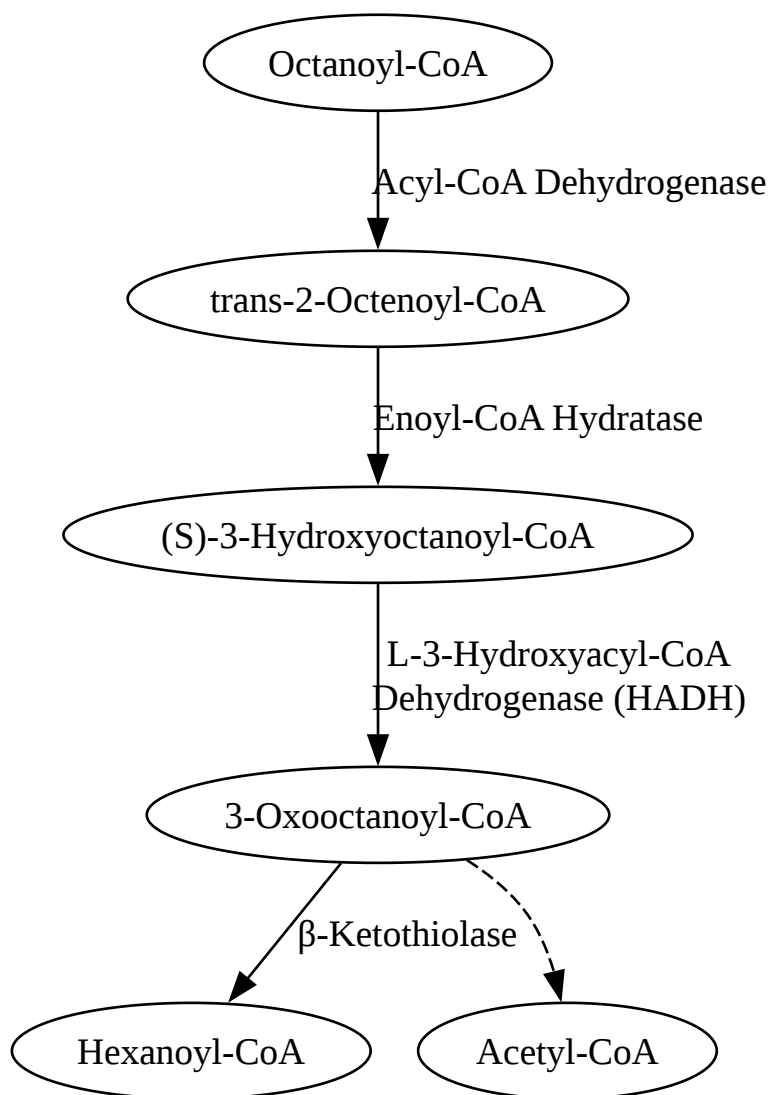 Octanoyl-CoA
Acyl-CoA Dehydrogenase
trans-2-Octenoyl-CoA
Enoyl-CoA Hydratase
(S)-3-Hydroxyoctanoyl-CoA
L-3-Hydroxyacyl-CoA
Dehydrogenase (HADH)
3-Oxooctanoyl-CoA
β-Ketothiolase
Hexanoyl-CoA
Acetyl-CoA